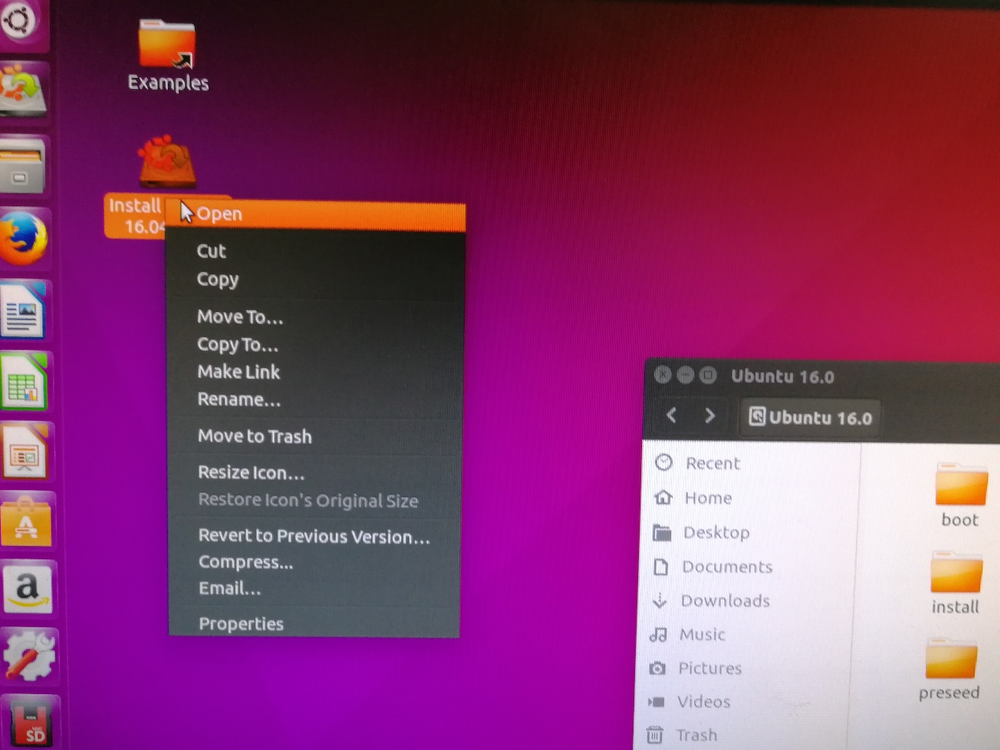 Examples
Install
16.04
Open
Cut
Copy
Move To...
Copy To...
Make Link
Rename...
Move to Trash
Resize Icon...
Restore Icon's Original Size
Revert to Previous Version...
Compress...
Email...
Properties
Ubuntu 16.0
Ubuntu 16.0
Recent
Home
Desktop
Documents
Downloads
Music
Pictures
Videos
Trash
boot
install
preseed
a
SD